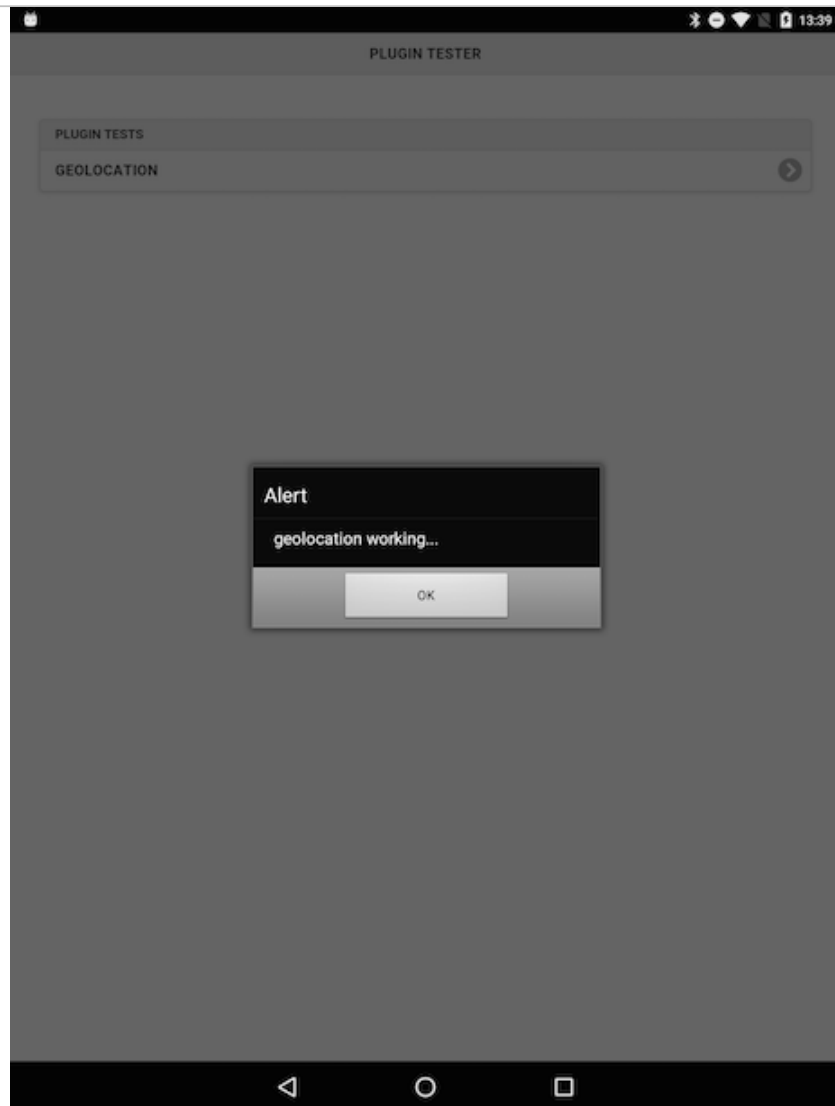 13:39
PLUGIN TESTER
PLUGIN TESTS
GEOLOCATION
Alert
geolocation working...
OK